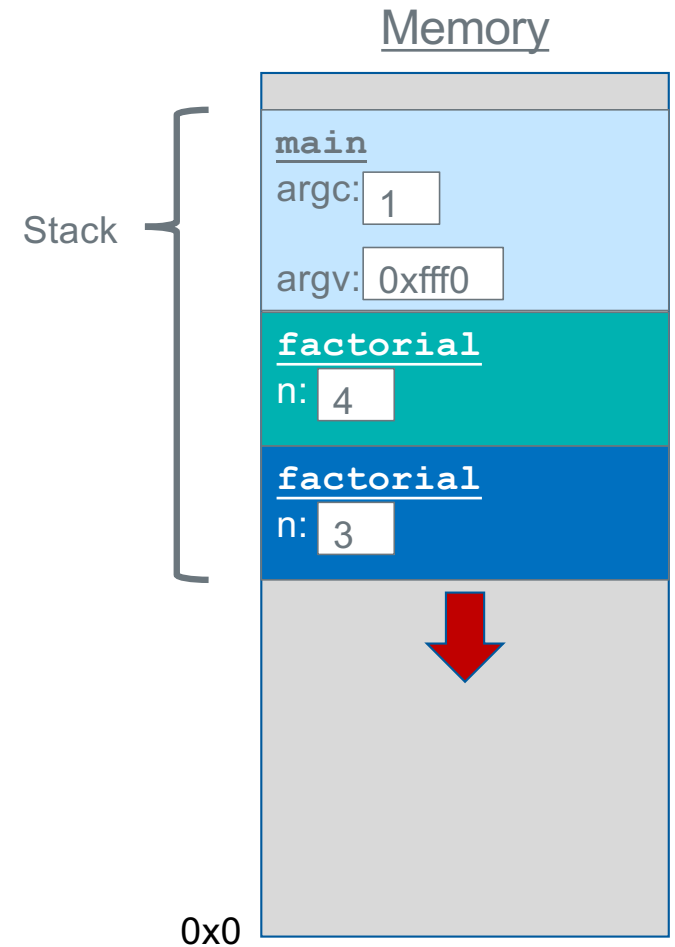 Memory
main
argc: 1
Stack
argv: 0xfff0
factorial
n: 4
factorial
n: 3
0x0